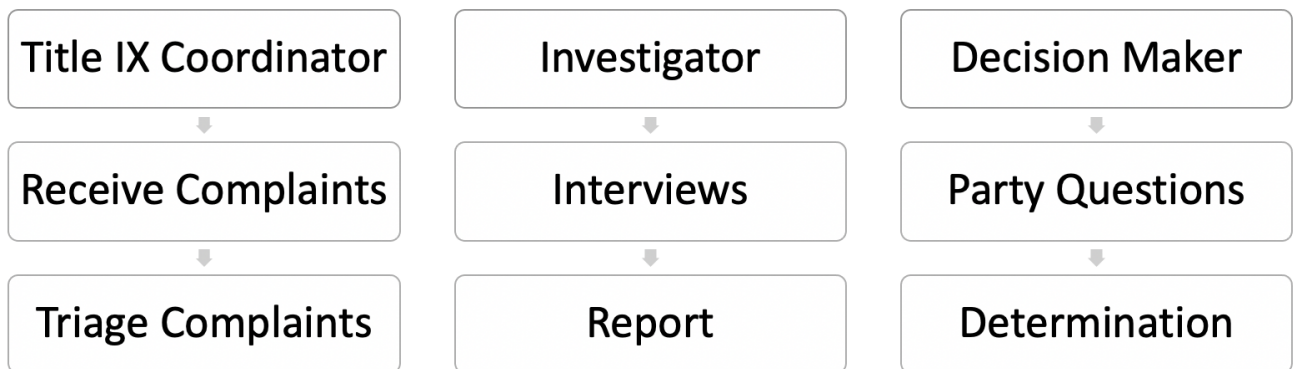 Title IX Coordinator
Receive Complaints
Triage Complaints
Investigator
Interviews
Report
Decision Maker
Party Questions
Determination